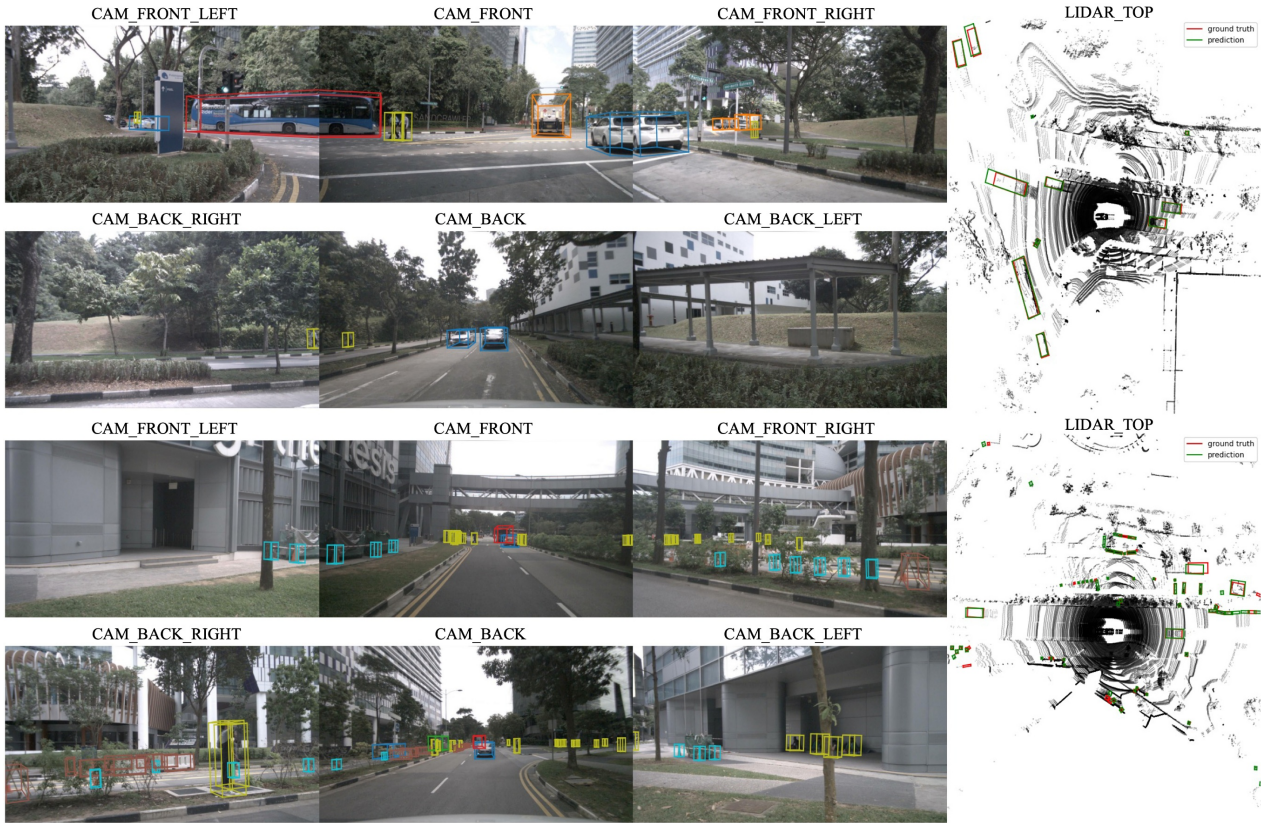 CAM_FRONT_LEFT
CAM_FRONT
CAM_FRONT_RIGHT
LIDAR_TOP
ground truth
prediction
CAM_BACK_RIGHT
CAM_BACK
CAM_BACK_LEFT
CAM_FRONT_LEFT
CAM_FRONT
CAM_FRONT_RIGHT
LIDAR_TOP
ground truth
prediction
CAM_BACK_RIGHT
CAM_BACK
CAM_BACK_LEFT